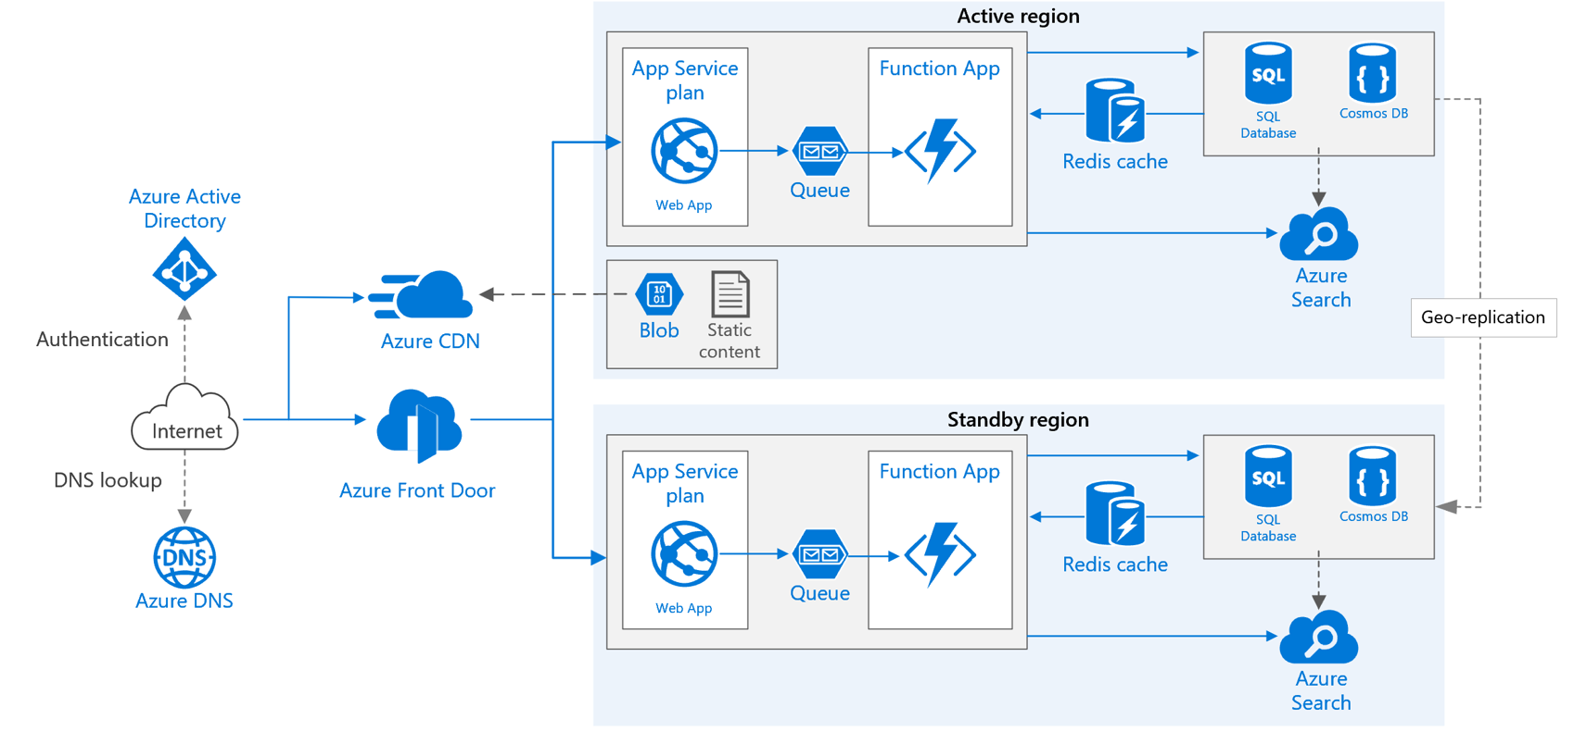 Active region
App Service
plan
Web App
Queue
Function App
Redis cache
SQL
SQL
Database
{ }
Cosmos DB
Azure
Search
10
01
Blob
Static
content
Geo-replication
Azure Active
Directory
Authentication
Internet
DNS lookup
DNS
Azure DNS
Azure CDN
Azure Front Door
Standby region
App Service
plan
Web App
Queue
Function App
Redis cache
SQL
SQL
Database
{ }
Cosmos DB
Azure
Search